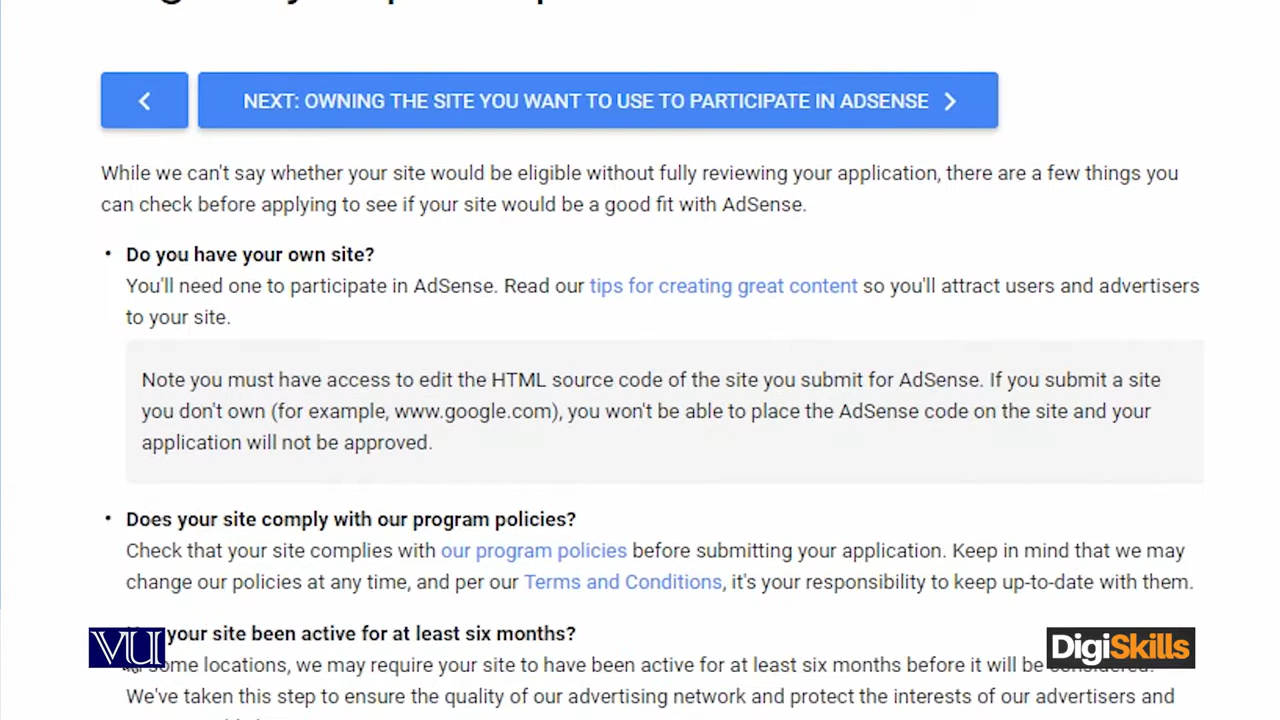 NEXT: OWNING THE SITE YOU WANT TO USE TO PARTICIPATE IN ADSENSE
While we can't say whether your site would be eligible without fully reviewing your application, there are a few things you
can check before applying to see if your site would be a good fit with AdSense.
• Do you have your own site?
You'll need one to participate in AdSense. Read our tips for creating great content so you'll attract users and advertisers
to your site.
Note you must have access to edit the HTML source code of the site you submit for AdSense. If you submit a site
you don't own (for example, www.google.com), you won't be able to place the AdSense code on the site and your
application will not be approved.
• Does your site comply with our program policies?
Check that your site complies with our program policies before submitting your application. Keep in mind that we may
change our policies at any time, and per our Terms and Conditions, it's your responsibility to keep up-to-date with them.
your site been active for at least six months?
VU
DigiSkills
some locations, we may require your site to have been active for at least six months before it will be considered.
We've taken this step to ensure the quality of our advertising network and protect the interests of our advertisers and